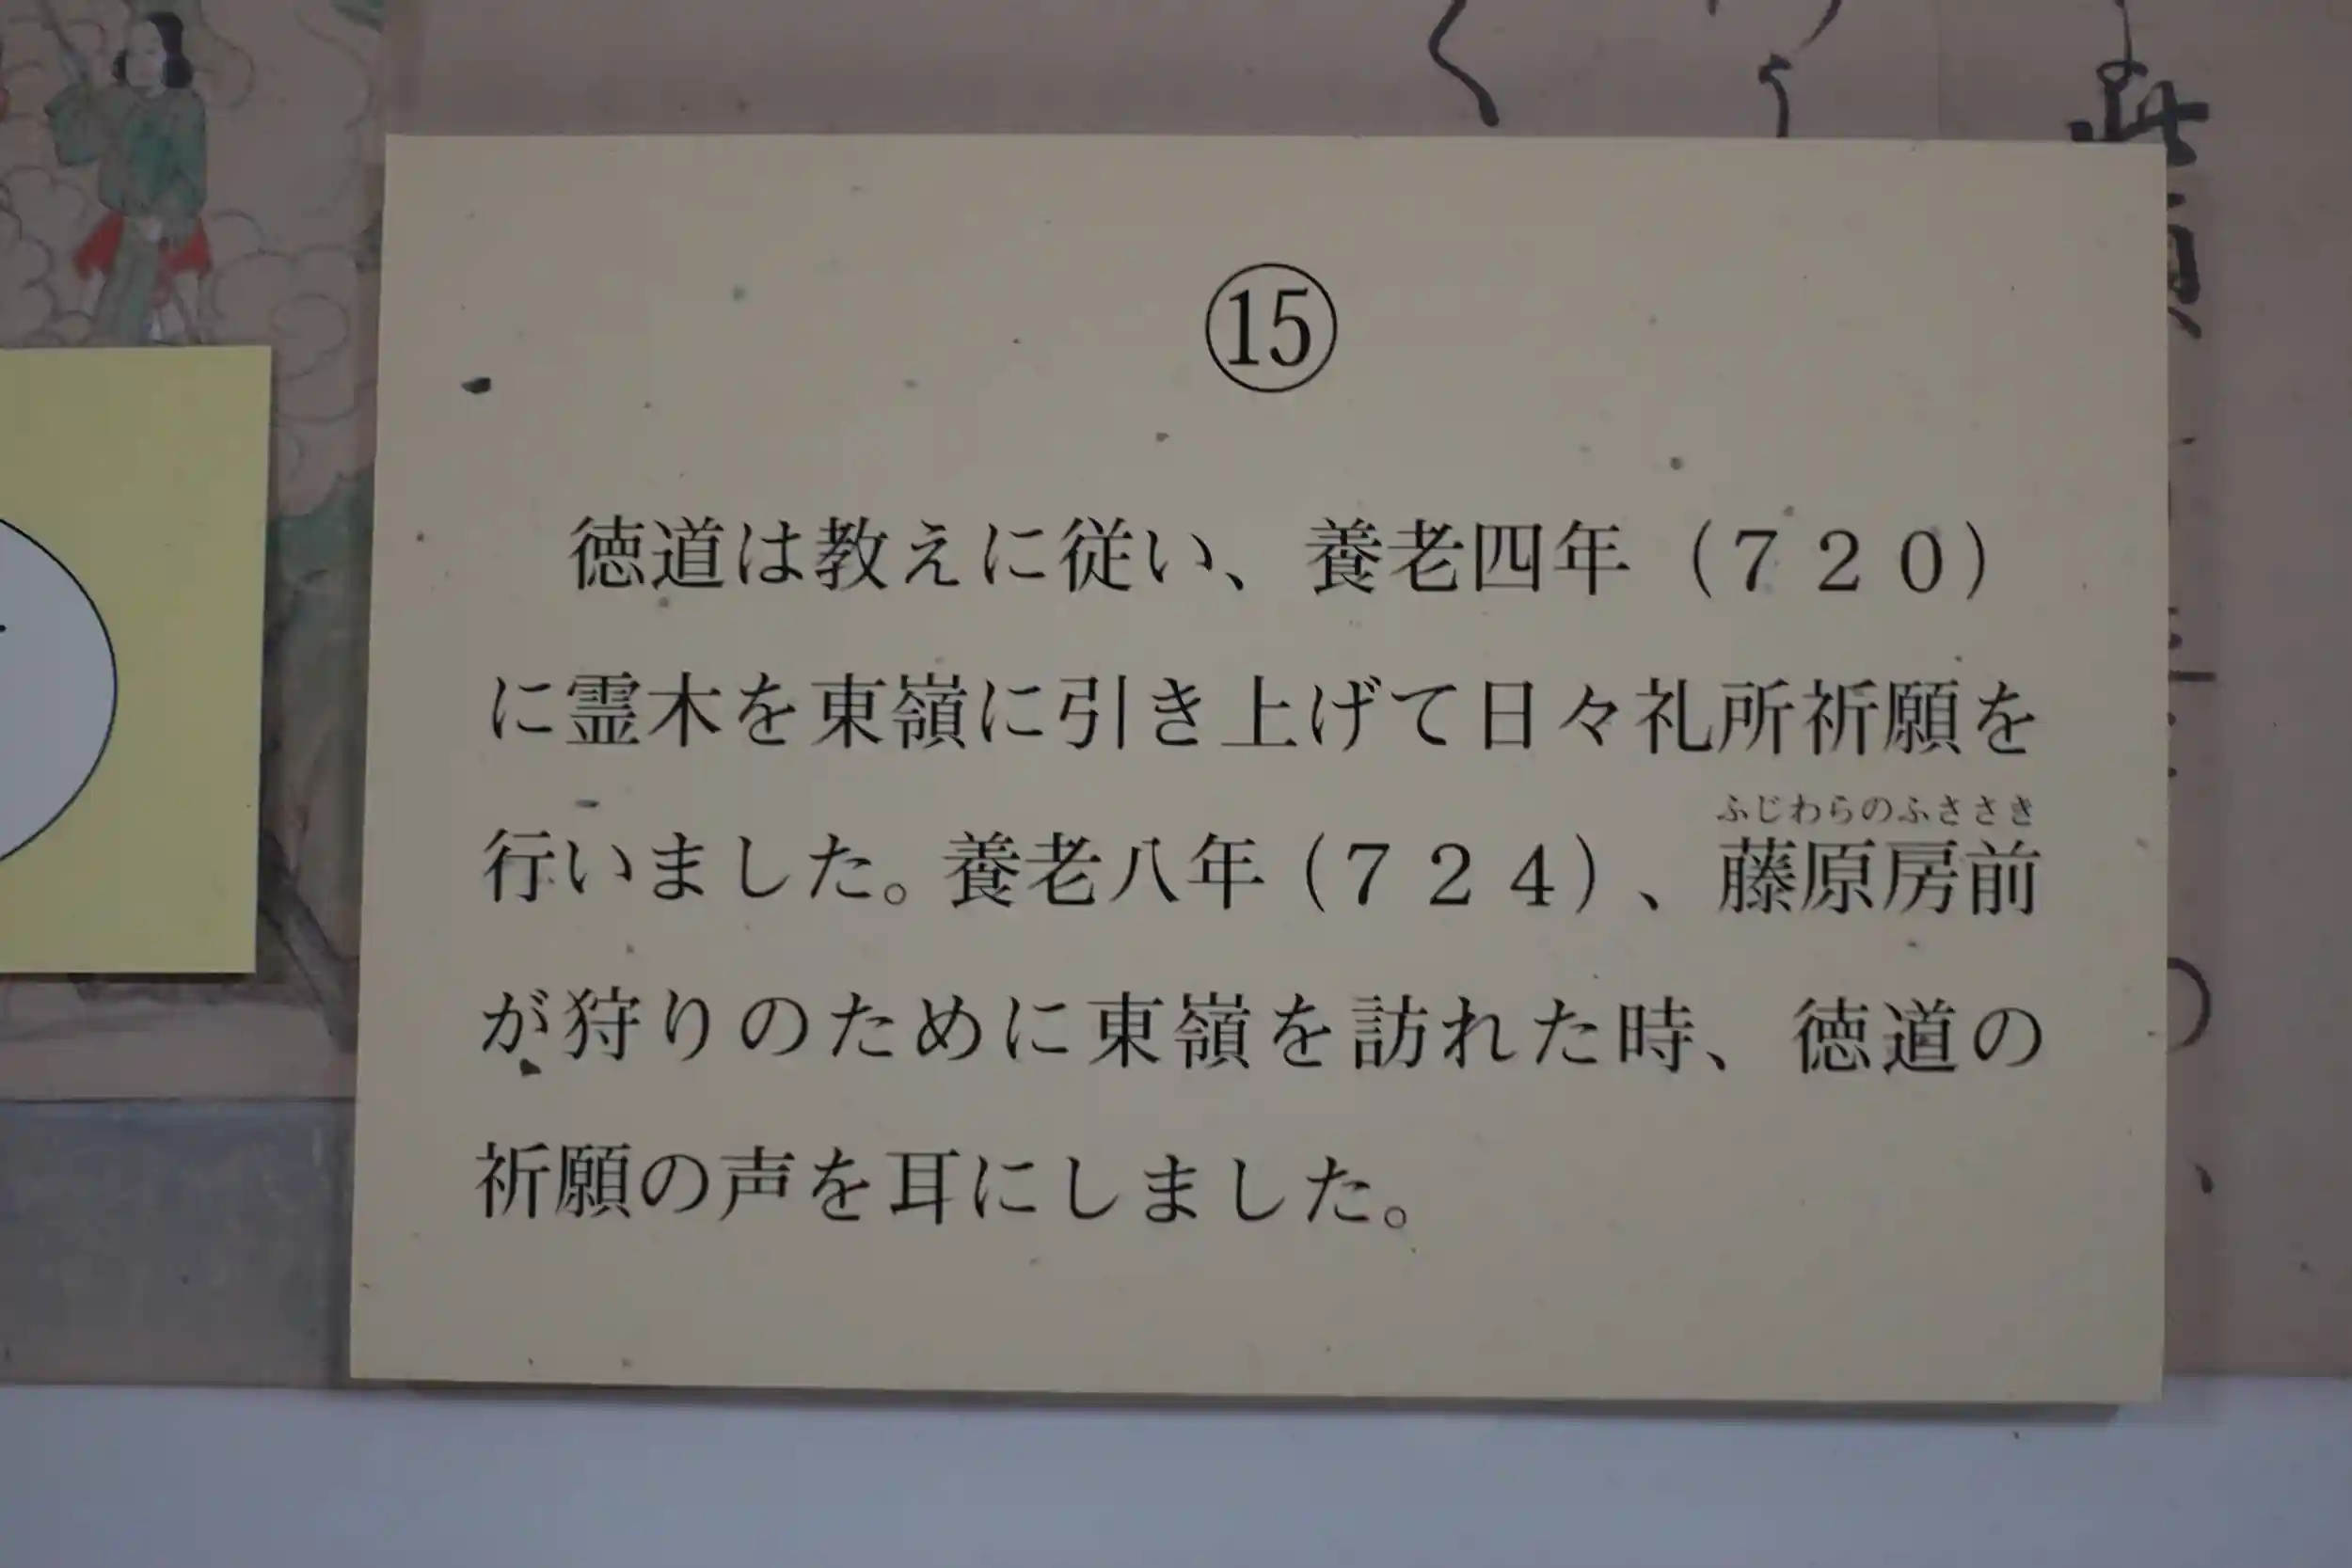 ⑮
徳道は教えに従い、養老四年（７２０）
に霊木を東嶺に引き上げて日々礼所祈願を
ふじわらのふささき
行いました。養老八年（７２４）、藤原房前
が狩りのために東嶺を訪れた時、徳道の
祈願の声を耳にしました。